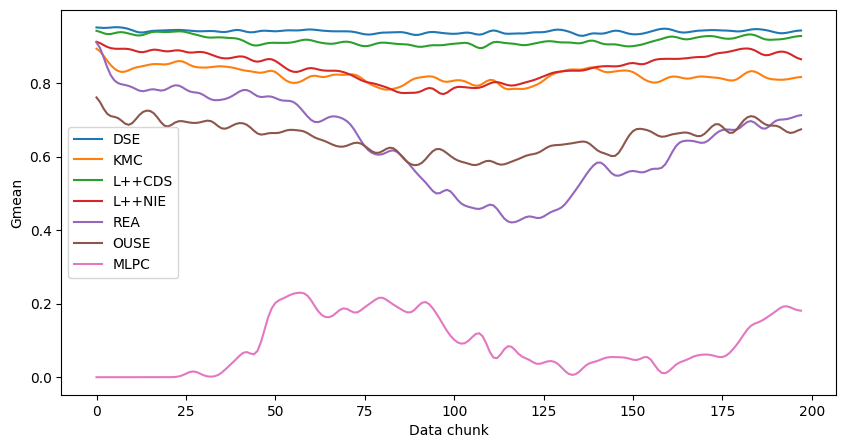 Gmean
0.8
0.6
0.4
0.2
0.0
DSE
KMC
L++CDS
L++NIE
REA
OUSE
MLPC
0 25 50 75 100 125 150 175 200
Data chunk